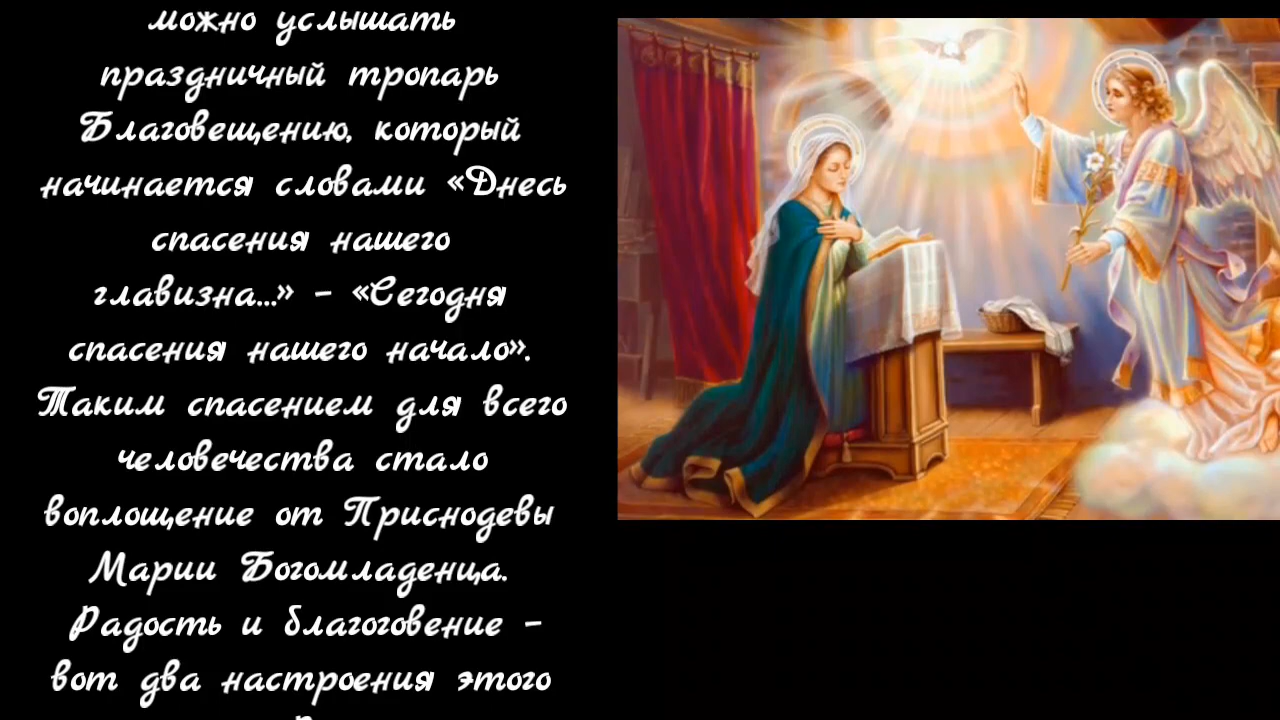 можно услышать
праздничный тропарь
Благовещению, который
начинается словами «Днесь
спасения нашего
главизна...» – «Сегодня
спасения нашего начало».
Таким спасением для всего
человечества стало
воплощение от Приснодевы
Марии Богомладенца.
Радость и благоговение –
вот два настроения этого